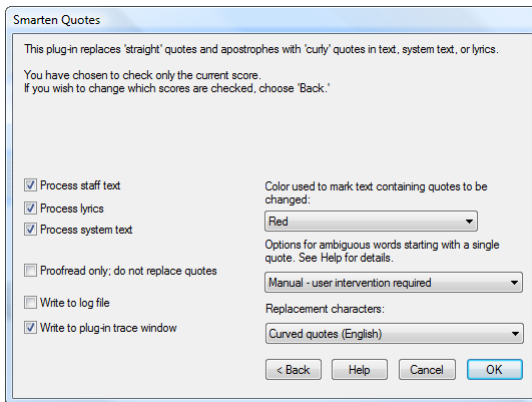 Smarten Quotes
This plug-in replaces 'straight' quotes and apostrophes with 'curly' quotes in text, system text, or lyrics.
You have chosen to check only the current score.
If you wish to change which scores are checked, choose 'Back.'
Process staff text
Process lyrics
Process system text
Proofread only; do not replace quotes
Write to log file
Write to plug-in trace window
Color used to mark text containing quotes to be
changed:
Red
Options for ambiguous words starting with a single
quote. See Help for details.
Manual - user intervention required
Replacement characters:
Curved quotes (English)
< Back
Help
Cancel
OK